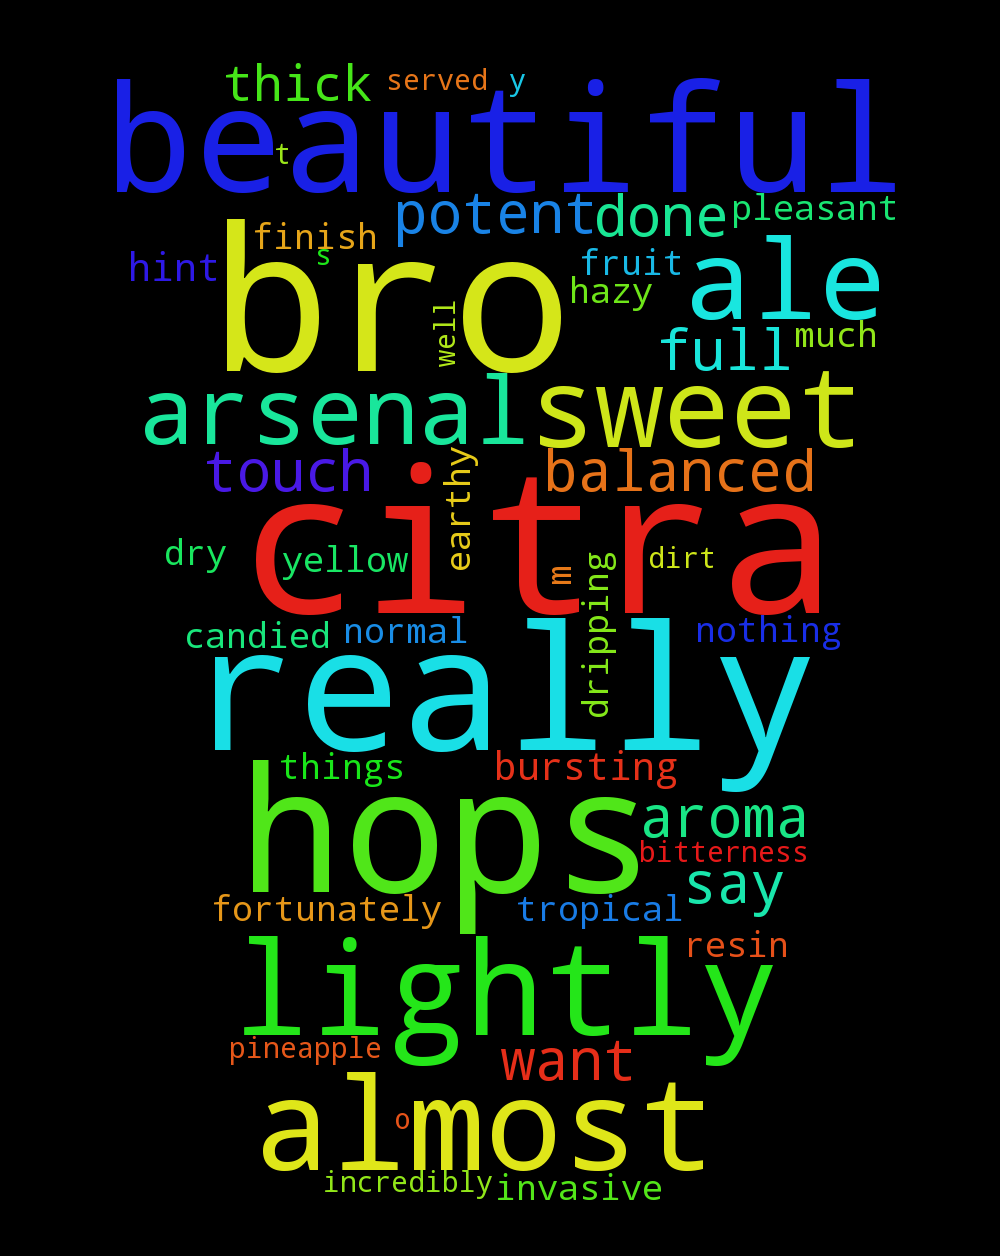 thick served y
beautiful
t
potent done pleasant
finish
hint s fruit ale
bro hazy
well full much
arsenal sweet
touch earthy balanced
citra
dry yellow m dirt
candied normal dripping nothing
really
things bursting
hops aroma
bitterness
say
fortunately tropical
lightly resin
pineapple want
almost
o
incredibly invasive